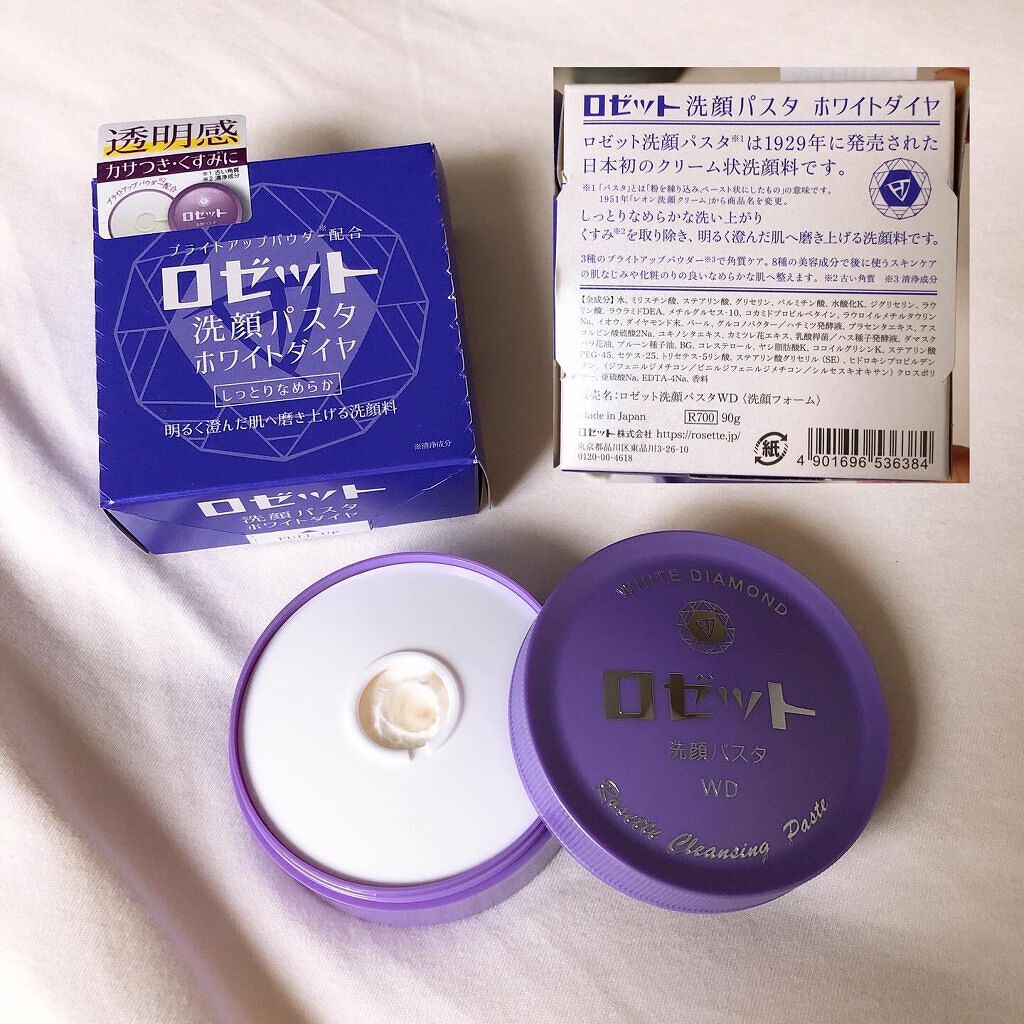 透明感
カサつき・くすみに
※1 古い角質
※2 清浄成分
ブライトアップパウダー※2配合
ロゼット
ブライトアップパウダー※配合
ロゼット
洗顔パスタ
ホワイトダイヤ
しっとりなめらか
明るく澄んだ肌へ磨き上げる洗顔料
※清浄成分
ロゼット
洗顔パスタ
ホワイトダイヤ
PULL UP
ロゼット 洗顔パスタ ホワイトダイヤ
ロゼット洗顔パスタ※1は1929年に発売された
日本初のクリーム状洗顔料です。
※1「パスタ」とは「粉を練り込み、ペースト状にしたもの」の意味です。
1951年「レオン洗顔クリーム」から商品名を変更。
しっとりなめらかな洗い上がり
くすみ※2を取り除き、明るく澄んだ肌へ磨き上げる洗顔料です。
3種のブライトアップパウダー※3で角質ケア。8種の美容成分で後に使うスキンケア
の肌なじみや化粧のりの良いなめらかな肌へ整えます。 ※2 古い角質 ※3 清浄成分
【全成分】水、ミリスチン酸、ステアリン酸、グリセリン、パルミチン酸、水酸化K、ジグリセリン、ラウ
リン酸、ラウラミドDEA、メチルグルセス-10、コカミドプロピルベタイン、ラウロイルメチルタウリン
Na、イオウ、ダイヤモンド末、パール、グルコノバクター/ハチミツ発酵液、プラセンタエキス、アス
コルビン酸硫酸2Na、ユキノシタエキス、カミツレ花エキス、乳酸桿菌/ハス種子発酵液、ダマスク
バラ花油、プルーン種子油、BG、コレステロール、ヤシ脂肪酸K、ココイルグリシンK、ステアリン酸
PEG-45、セテス-25、トリセテス-5リン酸、ステアリン酸グリセリル(SE)、ヒドロキシプロピルデン
プン、(ジフェニルジメチコン/ビニルジフェニルジメチコン/シルセスキオキサン)クロスポリ
マー、亜硫酸Na、EDTA-4Na、香料
販売名:ロゼット洗顔パスタWD〈洗顔フォーム〉
Made in Japan R700 90g
ロゼット株式会社 https://rosette.jp/
東京都品川区東品川3-26-10
0120-00-4618
紙
4 901696 536384
WHITE DIAMOND
ロゼット
洗顔パスタ
WD
Rosette Cleansing Paste